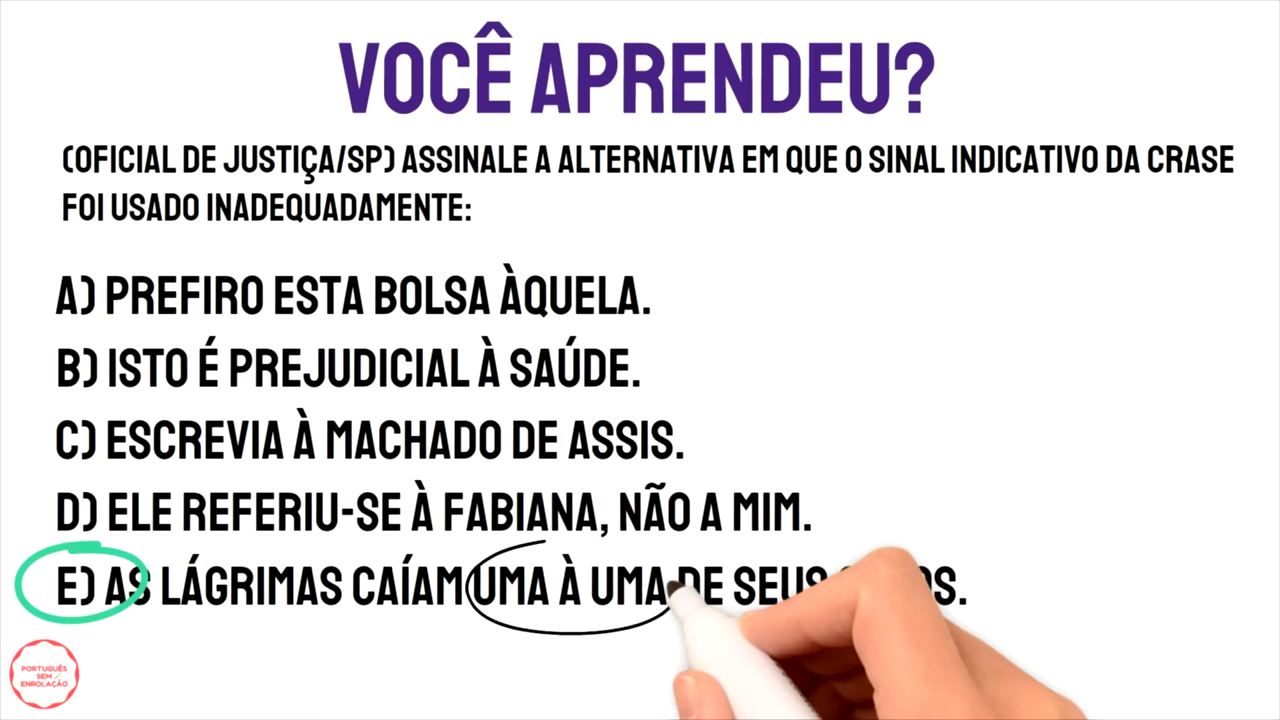 VOCÊ APRENDEU?
(OFICIAL DE JUSTIÇA/SP) ASSINALE A ALTERNATIVA EM QUE O SINAL INDICATIVO DA CRASE
FOI USADO INADEQUADAMENTE:
A) PREFIRO ESTA BOLSA ÀQUELA.
B) ISTO É PREJUDICIAL À SAÚDE.
C) ESCREVIA À MACHADO DE ASSIS.
D) ELE REFERIU-SE À FABIANA, NÃO A MIM.
E) AS LÁGRIMAS CAÍAM UMA À UMA DE SEUS
PORTUGUÊS
SEM
ENROLAÇÃO